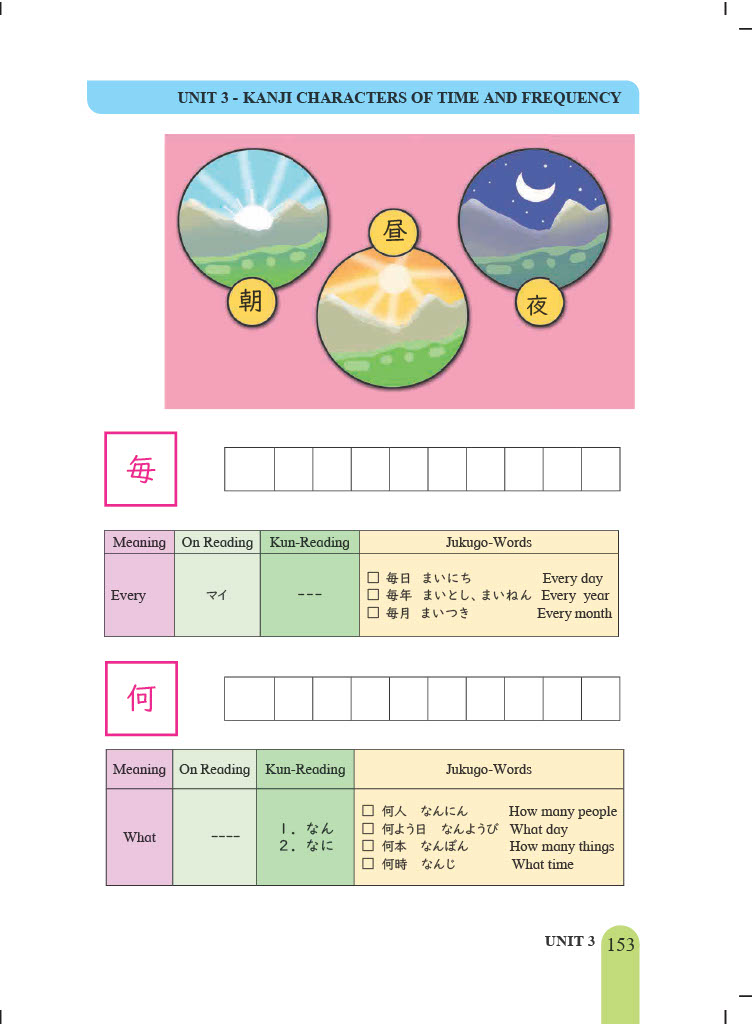 UNIT 3 - KANJI CHARACTERS OF TIME AND FREQUENCY
朝
昼
夜
毎
Meaning On Reading Kun-Reading Jukugo-Words
Every マイ ---
□ 毎日 まいにち Every day
□ 毎年 まいとし、まいねん Every year
□ 毎月 まいつき Every month
何
Meaning On Reading Kun-Reading Jukugo-Words
What ----
1. なん
2. なに
□ 何人 なんにん How many people
□ 何よう日 なんようび What day
□ 何本 なんぼん How many things
□ 何時 なんじ What time
UNIT 3 153